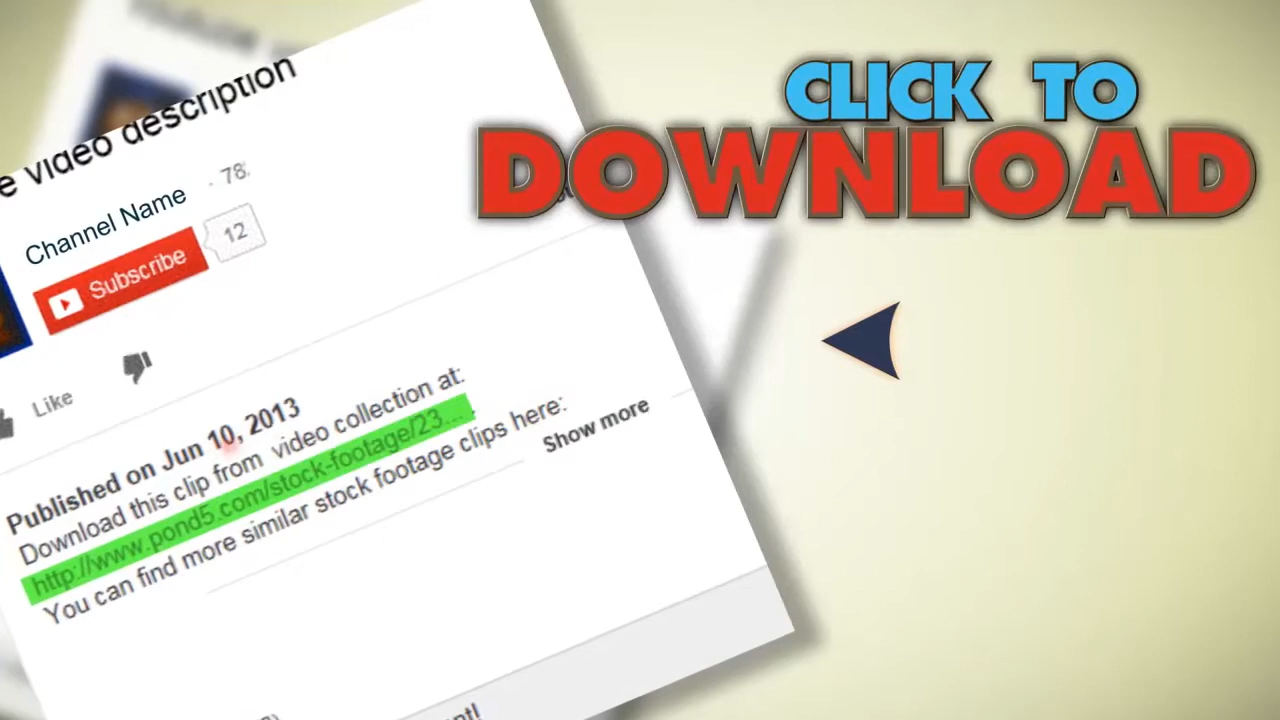 CLICK TO
DOWNLOAD
e video description
Channel Name
Subscribe
12
Like
Published on Jun 10, 2013
Download this clip from video collection at:
http://www.pond5.com/stock-footage/23...
You can find more similar stock footage clips here:
Show more